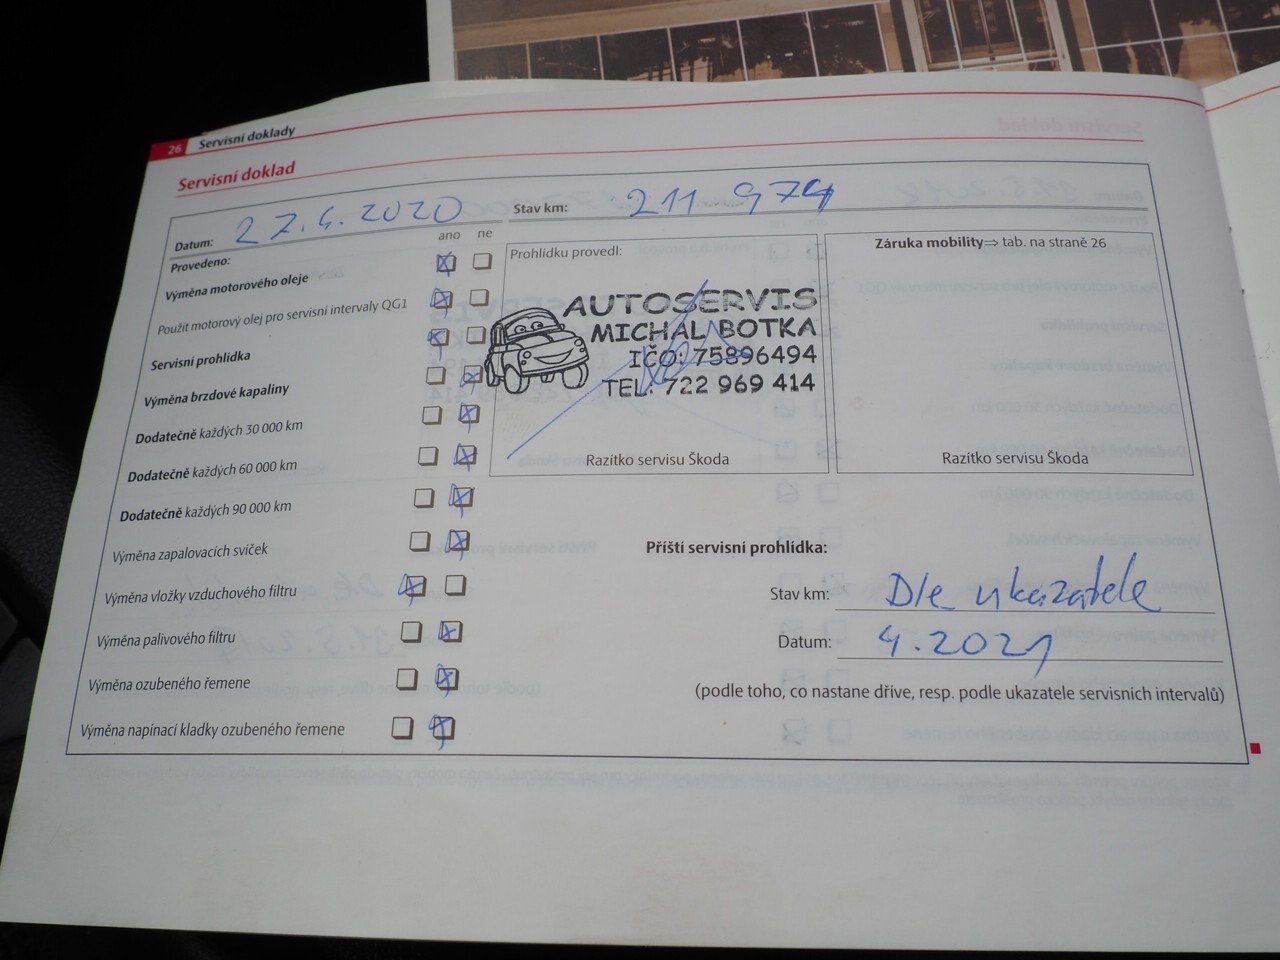 26 Servisní doklady
Servisní doklad
Datum: 27.4.2020 Stav km: 211 974
Provedeno: ano ne
Výměna motorového oleje
Použit motorový olej pro servisní intervaly QG1
Servisní prohlídka
Výměna brzdové kapaliny
Dodatečně každých 30 000 km
Dodatečně každých 60 000 km
Dodatečně každých 90 000 km
Výměna zapalovacích svíček
Výměna vložky vzduchového filtru
Výměna palivového filtru
Výměna ozubeného řemene
Výměna napínací kladky ozubeného řemene
Prohlídku provedl:
AUTOSERVIS
MICHAL BOTKA
IČO: 75896494
TEL: 722 969 414
Razítko servisu Škoda
Záruka mobility⇒ tab. na straně 26
Razítko servisu Škoda
Příští servisní prohlídka:
Stav km: Dle ukazatele
Datum: 4.2021
(podle toho, co nastane dříve, resp. podle ukazatele servisních intervalů)